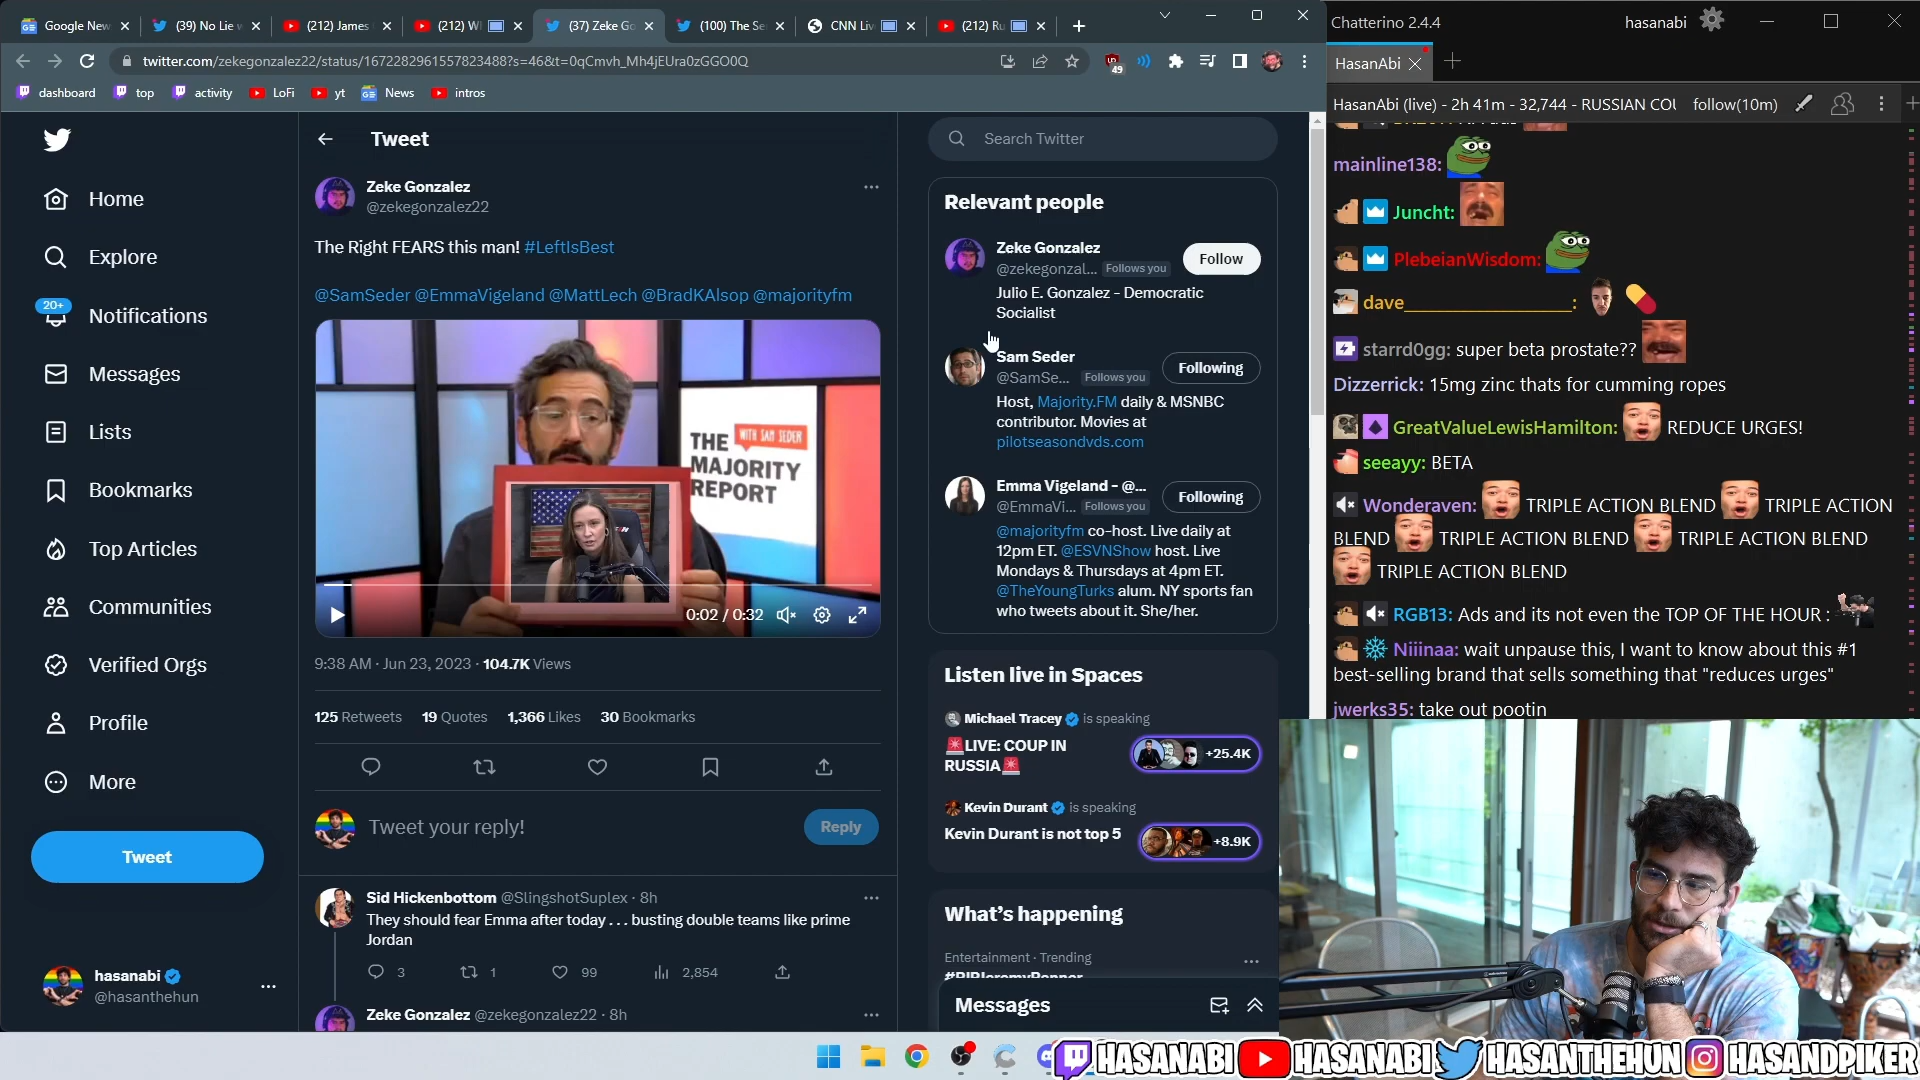 Google New
(39) No Lie w
(212) James
(212) W
(37) Zeke Go
(100) The Se
CNN Liv
(212) Ru
twitter.com/zekegonzalez22/status/1672282961557823488?s=46&t=0qCmvh_Mh4jEUra0zGGO0Q
49
dashboard
top
activity
LoFi
yt
News
intros
Home
Explore
20+
Notifications
Messages
Lists
Bookmarks
Top Articles
Communities
Verified Orgs
Profile
More
Tweet
hasanabi
@hasanthehun
Tweet
Zeke Gonzalez
@zekegonzalez22
The Right FEARS this man! #LeftIsBest
@SamSeder @EmmaVigeland @MattLech @BradKAlsop @majorityfm
THE
WITH SAM SEDER
MAJORITY
REPORT
0:02 / 0:32
9:38 AM · Jun 23, 2023 · 104.7K Views
125 Retweets 19 Quotes 1,366 Likes 30 Bookmarks
Tweet your reply!
Reply
Sid Hickenbottom @SlingshotSuplex · 8h
They should fear Emma after today . . . busting double teams like prime
Jordan
3 1 99 2,854
Zeke Gonzalez @zekegonzalez22 · 8h
Search Twitter
Relevant people
Zeke Gonzalez
@zekegonzal... Follows you
Follow
Julio E. Gonzalez - Democratic
Socialist
Sam Seder
@SamSe... Follows you
Following
Host, Majority.FM daily & MSNBC
contributor. Movies at
pilotseasondvds.com
Emma Vigeland - @...
@EmmaVi... Follows you
Following
@majorityfm co-host. Live daily at
12pm ET. @ESVNShow host. Live
Mondays & Thursdays at 4pm ET.
@TheYoungTurks alum. NY sports fan
who tweets about it. She/her.
Listen live in Spaces
Michael Tracey is speaking
🚨LIVE: COUP IN
RUSSIA🚨
+25.4K
Kevin Durant is speaking
Kevin Durant is not top 5
+8.9K
What's happening
Entertainment · Trending
Messages
Chatterino 2.4.4
hasanabi
HasanAbi
HasanAbi (live) - 2h 41m - 32,744 - RUSSIAN COU
follow(10m)
mainline138:
Juncht:
PlebeianWisdom:
starrd0gg: super beta prostate??
Dizzerrick: 15mg zinc thats for cumming ropes
GreatValueLewisHamilton: REDUCE URGES!
seeayy: BETA
Wonderaven: TRIPLE ACTION BLEND TRIPLE ACTION
BLEND TRIPLE ACTION BLEND TRIPLE ACTION BLEND
TRIPLE ACTION BLEND
RGB13: Ads and its not even the TOP OF THE HOUR :
Niiinaa: wait unpause this, I want to know about this #1
best-selling brand that sells something that "reduces urges"
jwerks35: take out pootin
HASANABI HASANABI HASANTHEHUN HASANDPIKER